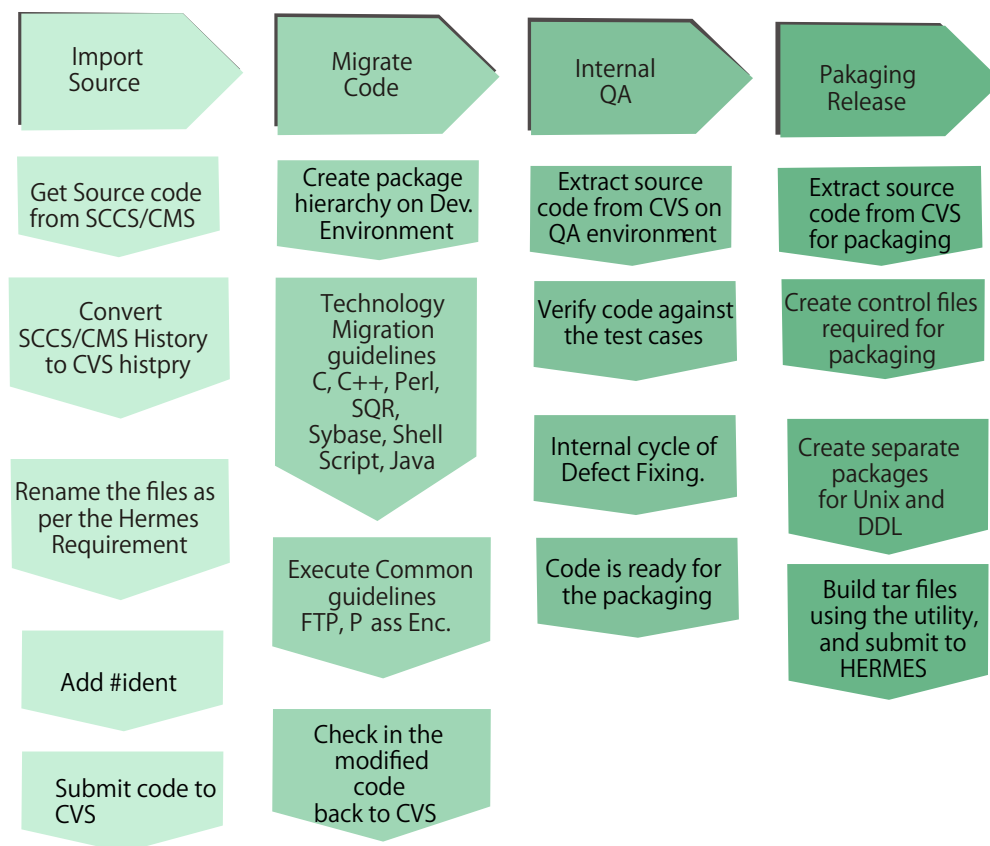 Import
Source
Get Source code
from SCCS/CMS
Convert
SCCS/CMS History
to CVS histpry
Rename the files as
per the Hermes
Requirement
Add #ident
Submit code to
CVS
Migrate
Code
Create package
hierarchy on Dev.
Environment
Technology
Migration
guidelines
C, C++, Perl,
SQR,
Sybase, Shell
Script, Java
Execute Common
guidelines
FTP, P ass Enc.
Check in the
modified
code
back to CVS
Internal
QA
Extract source
code from CVS on
QA environment
Verify code against
the test cases
Internal cycle of
Defect Fixing.
Code is ready for
the packaging
Pakaging
Release
Extract source
code from CVS
for packaging
Create control files
required for
packaging
Create separate
packages
for Unix and
DDL
Build tar files
using the utility,
and submit to
HERMES